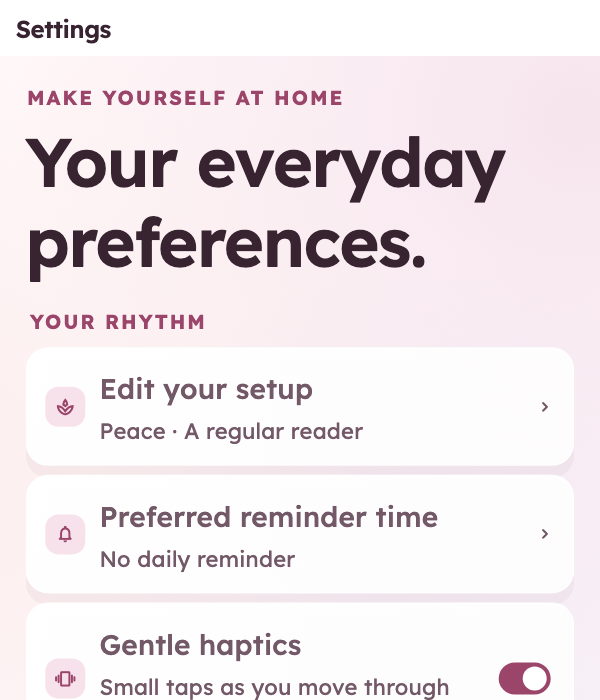 Settings
MAKE YOURSELF AT HOME
Your everyday
preferences.
YOUR RHYTHM
Edit your setup
Peace · A regular reader
Preferred reminder time
No daily reminder
Gentle haptics
Small taps as you move through